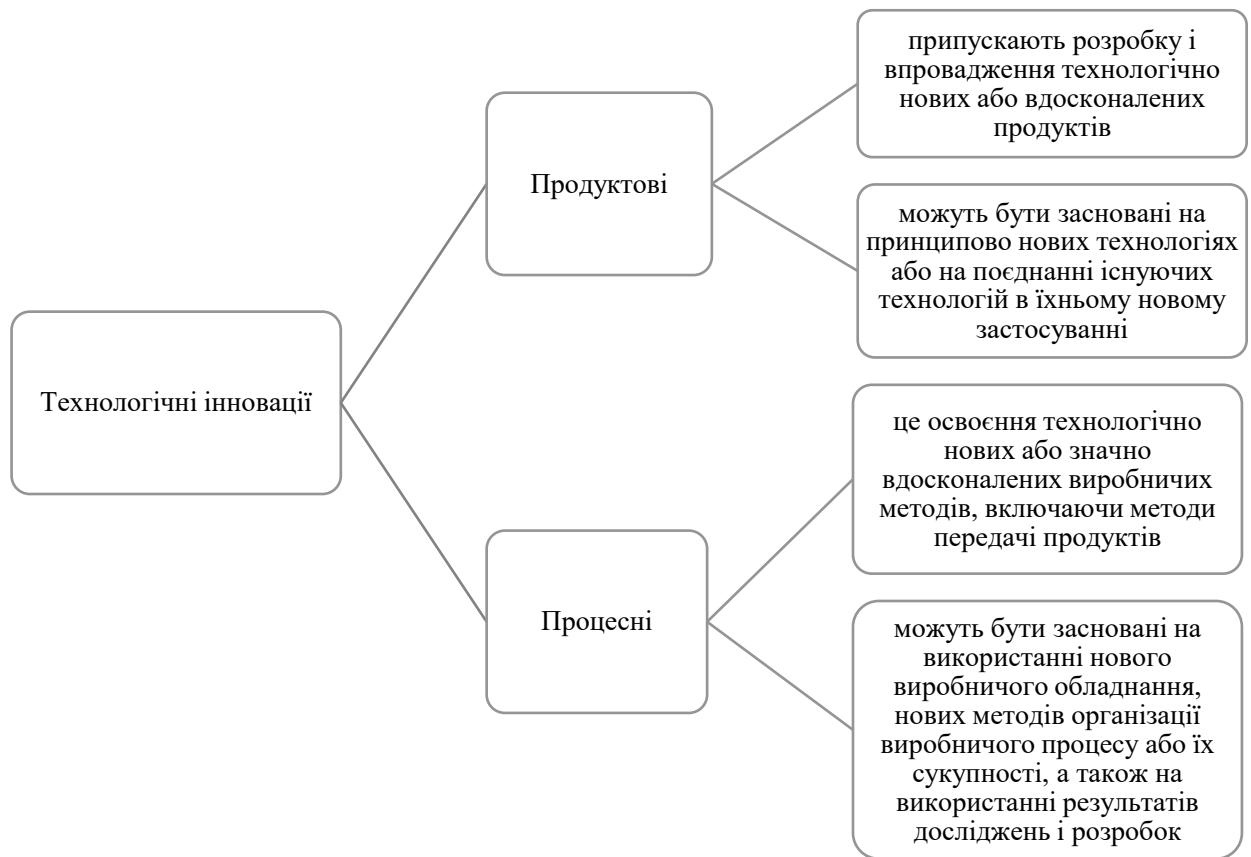 Технологічні інновації
Продуктові
припускають розробку і
впровадження технологічно
нових або вдосконалених
продуктів
можуть бути засновані на
принципово нових технологіях
або на поєднанні існуючих
технологій в їхньому новому
застосуванні
Процесні
це освоєння технологічно
нових або значно
вдосконалених виробничих
методів, включаючи методи
передачі продуктів
можуть бути засновані на
використанні нового
виробничого обладнання,
нових методів організації
виробничого процесу або їх
сукупності, а також на
використанні результатів
досліджень і розробок